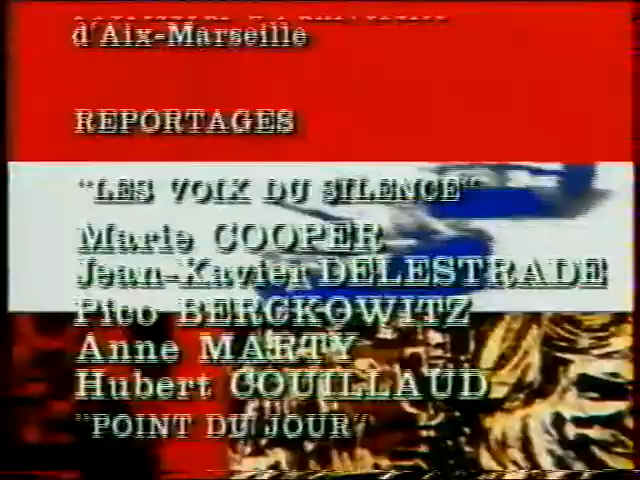 d'Aix-Marseille
REPORTAGES
"LES VOIX DU SILENCE"
Marie COOPER
Jean-Xavier DELESTRADE
Pico BERCKOWITZ
Anne MARTY
Hubert COUILLAUD
"POINT DU JOUR"